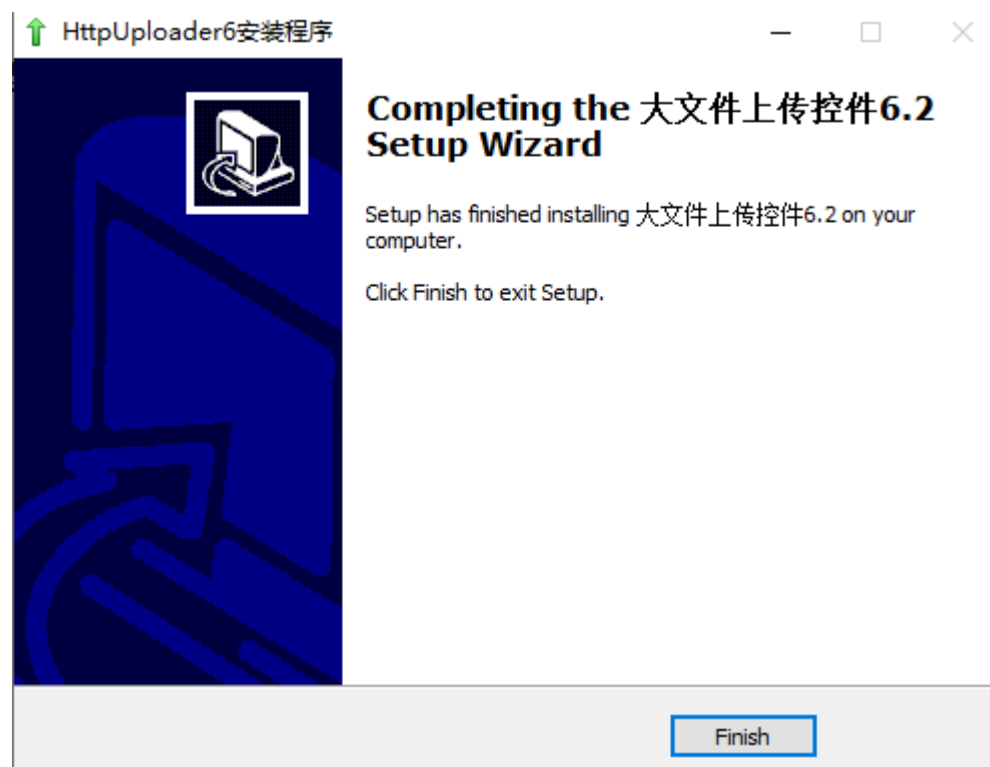 HttpUploader6安装程序
Completing the 大文件上传控件6.2
Setup Wizard
Setup has finished installing 大文件上传控件6.2 on your
computer.
Click Finish to exit Setup.
Finish